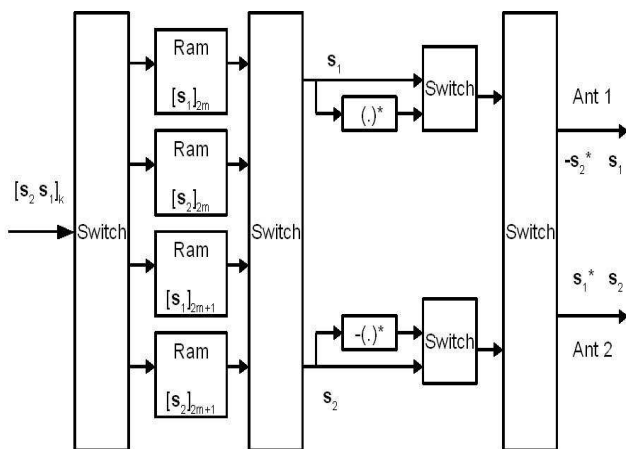 [s₂ s₁]ₖ
Switch
Ram
[s₁]₂ₘ
Ram
[s₂]₂ₘ
Ram
[s₁]₂ₘ₊₁
Ram
[s₂]₂ₘ₊₁
Switch
s₁
(.)*
Switch
-(.)*
s₂
Switch
Switch
Ant 1
-s₂* s₁
s₁* s₂
Ant 2